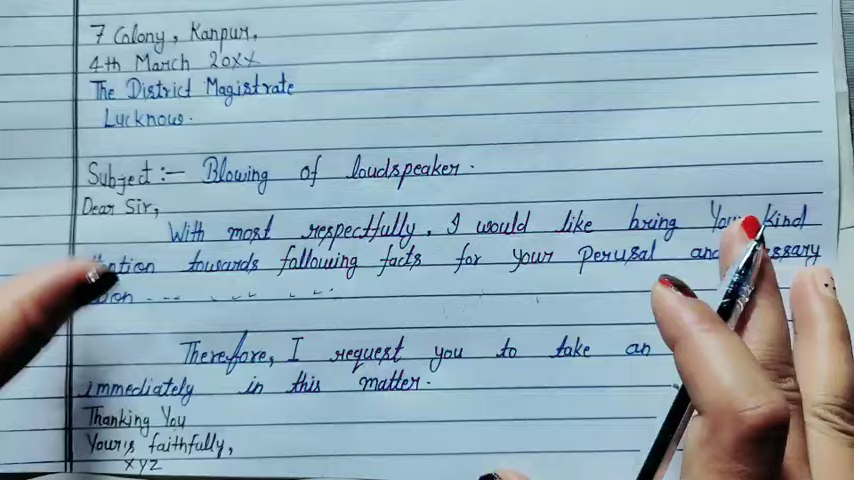 7 Colony, Kanpur,
4th March 20xx
The District Magistrate
Lucknow.
Subject :- Blowing of loudspeaker.
Dear Sir,
With most respectfully, I would like bring Your kind
towards following facts for your Perusal and
Therefore, I request you to take an
immediately in this matter.
Thanking You
Your's faithfully,
xyz